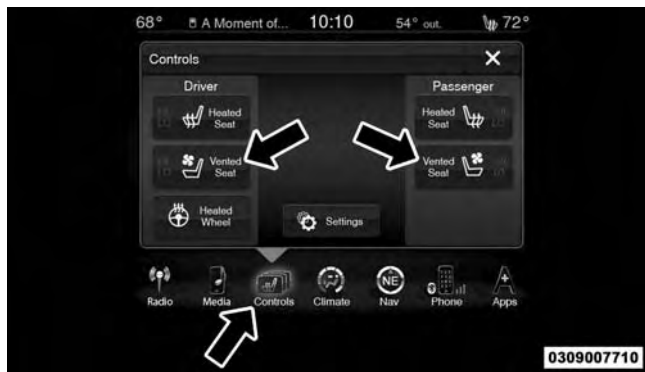 68° A Moment of... 10:10 54° out. 72°
Controls
Driver
Passenger
Heated
Seat
Heated
Seat
Vented
Seat
Vented
Seat
Heated
Wheel
Settings
NE
A
Radio Media Controls Climate Nav Phone Apps
0309007710